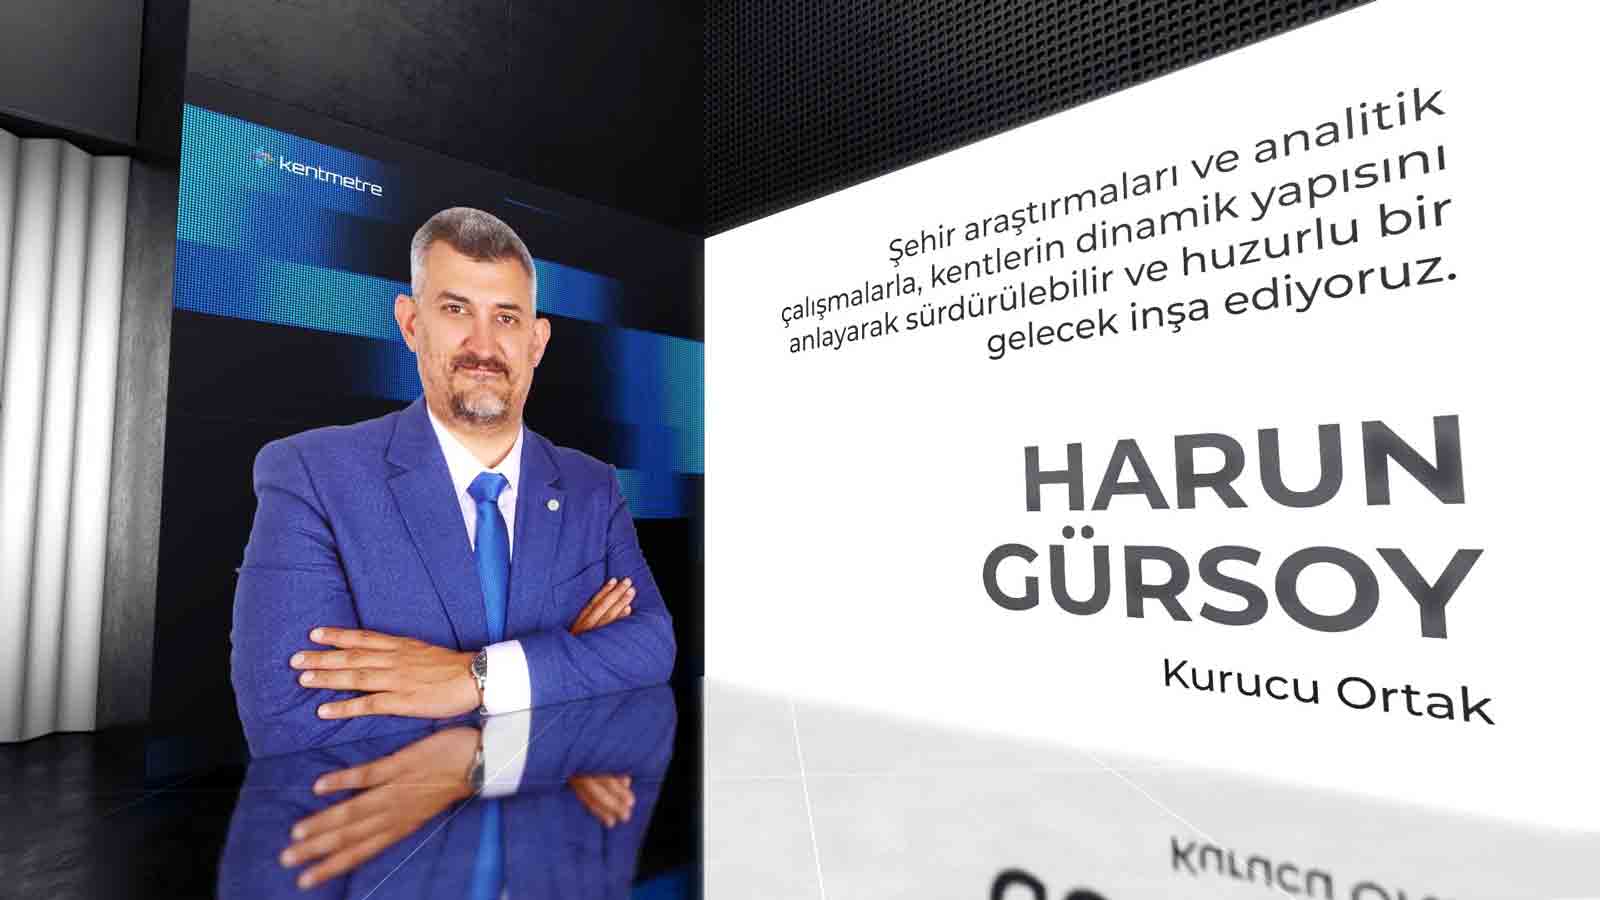 kentmetre
Şehir araştırmaları ve analitik
çalışmalarla, kentlerin dinamik yapısını
anlayarak sürdürülebilir ve huzurlu bir
gelecek inşa ediyoruz.
HARUN
GÜRSOY
Kurucu Ortak